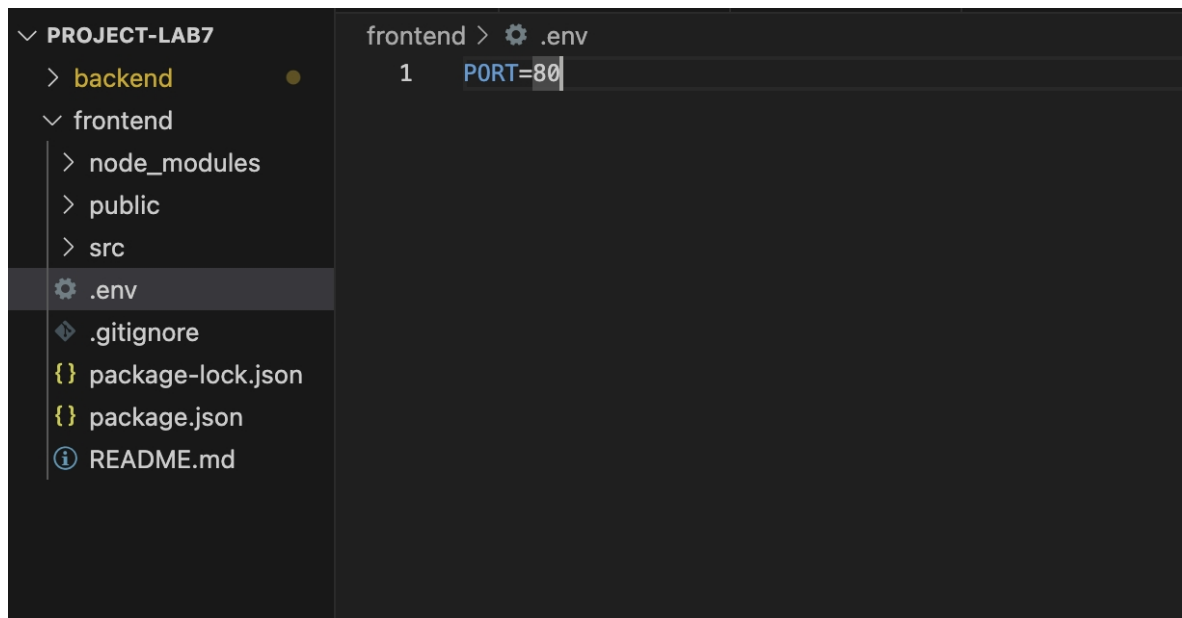 PROJECT-LAB7
backend
frontend
node_modules
public
src
.env
.gitignore
{} package-lock.json
{} package.json
README.md
frontend > .env
1 PORT=80